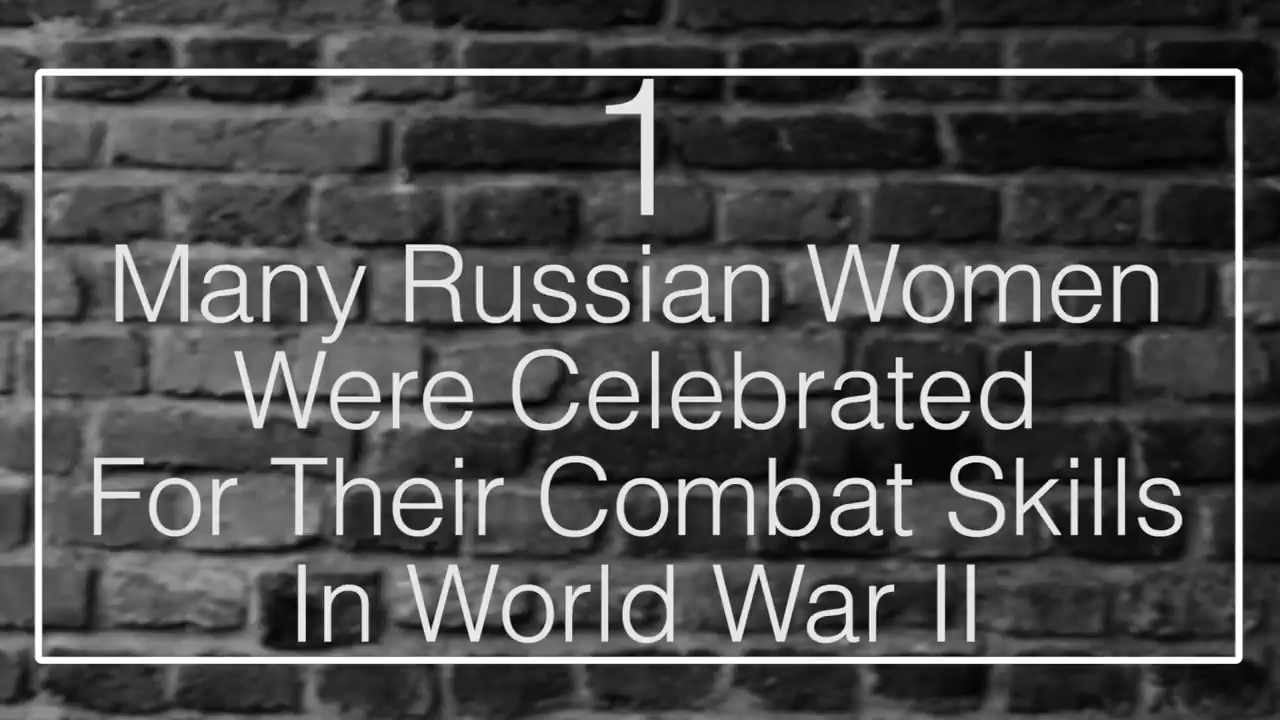 1
Many Russian Women
Were Celebrated
For Their Combat Skills
In World War II